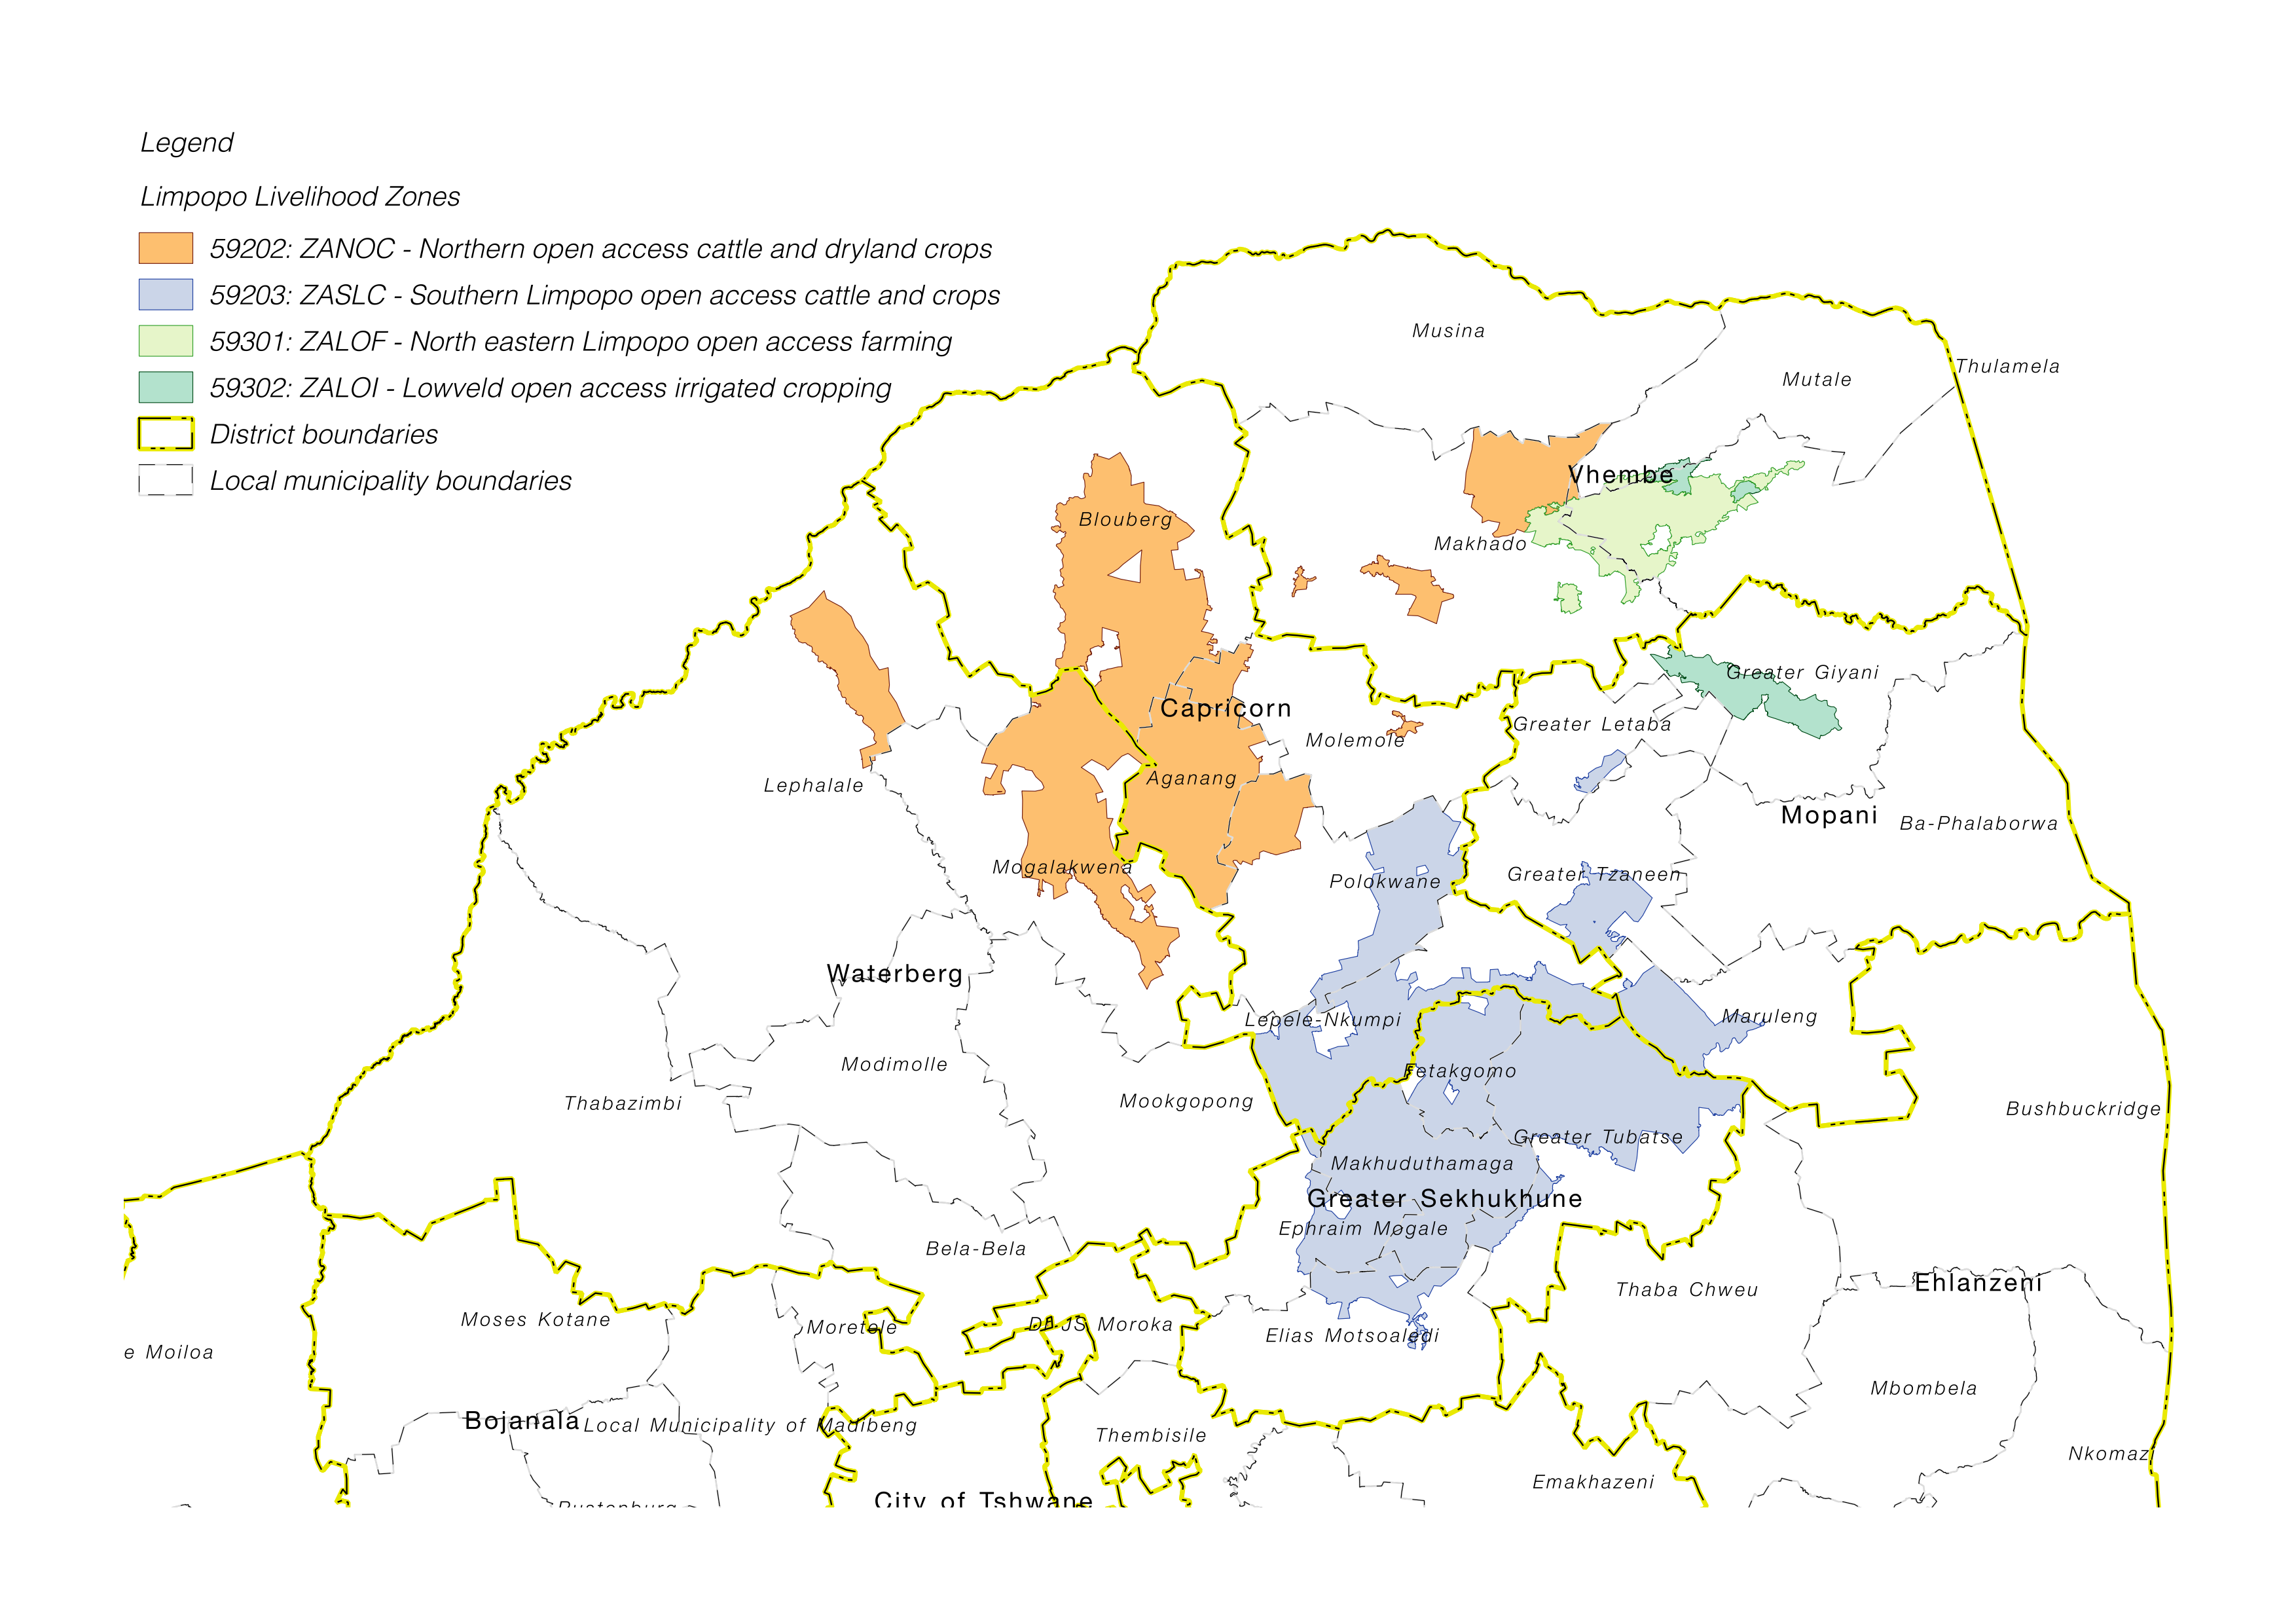 Legend
Limpopo Livelihood Zones
59202: ZANOC - Northern open access cattle and dryland crops
59203: ZASLC - Southern Limpopo open access cattle and crops
59301: ZALOF - North eastern Limpopo open access farming
59302: ZALOI - Lowveld open access irrigated cropping
District boundaries
Local municipality boundaries
Musina
Thulamela
Mutale
Vhembe
Blouberg
Makhado
Greater Giyani
Capricorn
Greater Letaba
Molemole
Aganang
Lephalale
Mopani
Ba-Phalaborwa
Mogalakwena
Greater Tzaneen
Polokwane
Waterberg
Maruleng
Lepele-Nkumpi
Modimolle
Fetakgomo
Mookgopong
Thabazimbi
Bushbuckridge
Greater Tubatse
Makhuduthamaga
Greater Sekhukhune
Ephraim Mogale
Bela-Bela
Ehlanzeni
Thaba Chweu
Moses Kotane
Moretele
Dr JS Moroka
Elias Motsoaledi
e Moiloa
Mbombela
Bojanala
Local Municipality of Madibeng
Thembisile
Nkomazi
Emakhazeni
City of Tshwane
Rustenburg